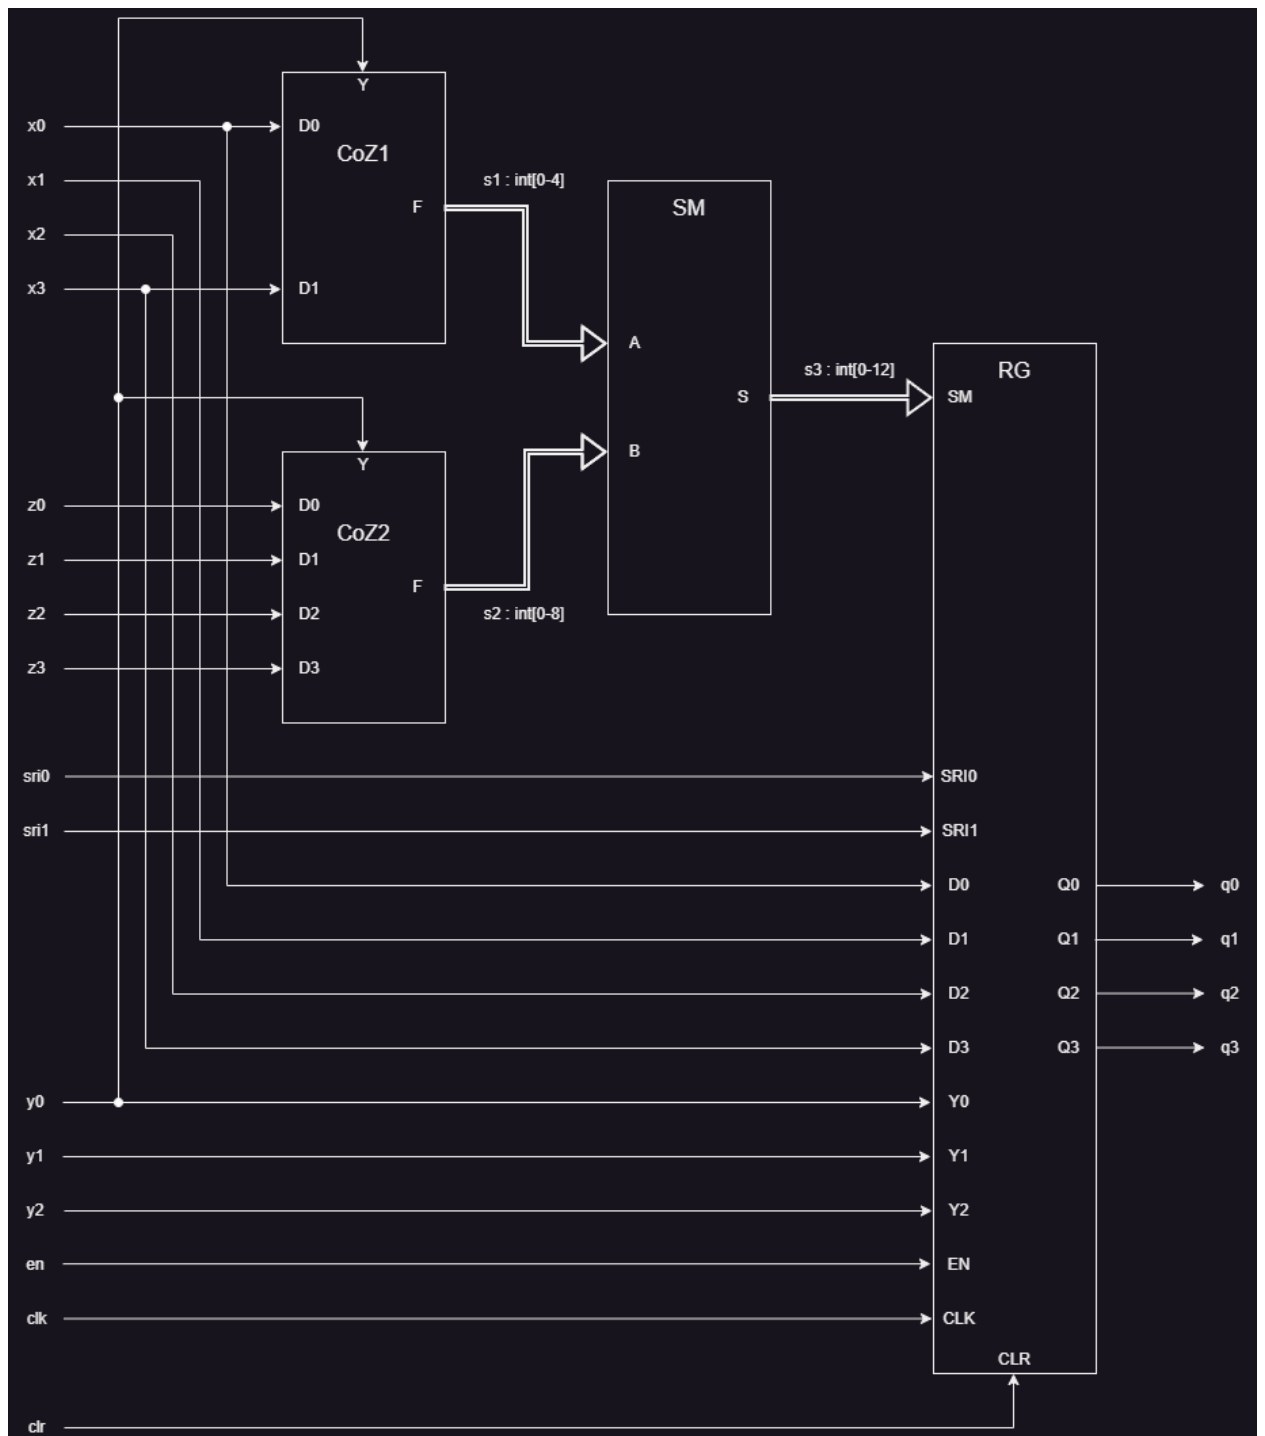 Y
x0
D0
CoZ1
x1
s1 : int[0-4]
F
SM
x2
x3
D1
A
s3 : int[0-12]
RG
S
SM
B
Y
z0
D0
CoZ2
z1
D1
F
z2
D2
s2 : int[0-8]
z3
D3
sri0
SRI0
sri1
SRI1
D0
Q0
q0
D1
Q1
q1
D2
Q2
q2
D3
Q3
q3
y0
Y0
y1
Y1
y2
Y2
en
EN
clk
CLK
CLR
clr